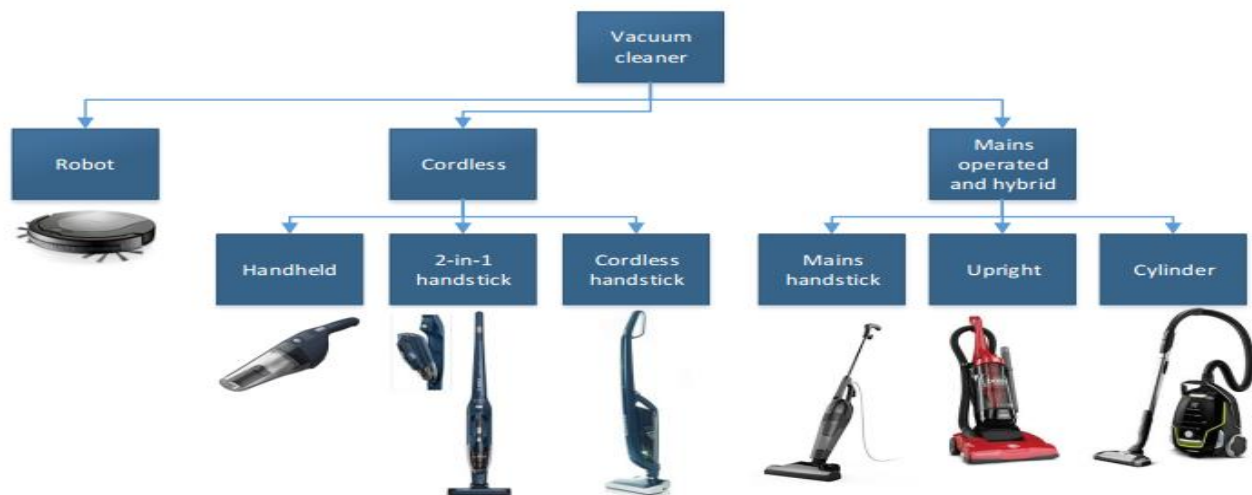 Vacuum
cleaner
Robot
Cordless
Mains
operated
and hybrid
Handheld
2-in-1
handstick
Cordless
handstick
Mains
handstick
Upright
Cylinder